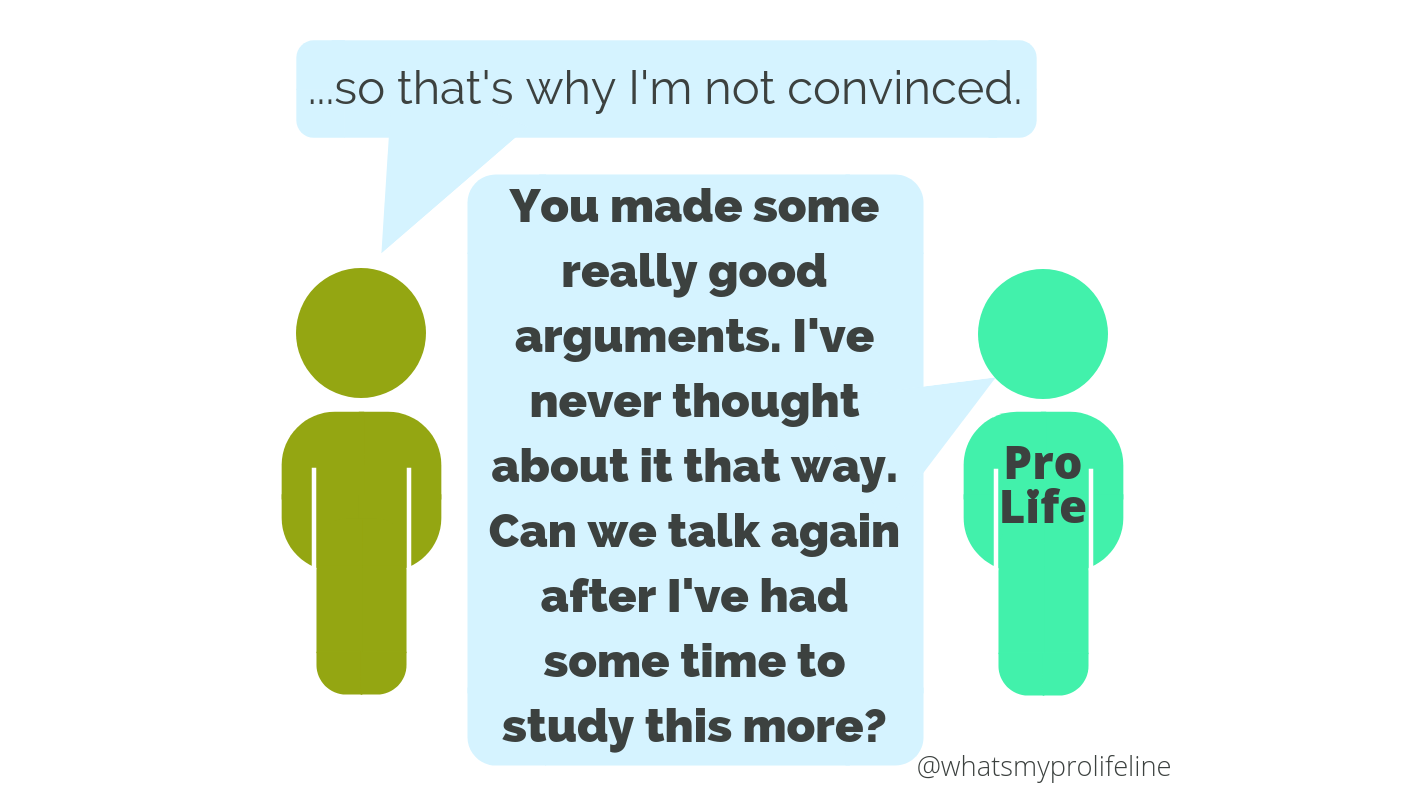 ...so that's why I'm not convinced.
You made some
really good
arguments. I've
never thought
about it that way.
Can we talk again
after I've had
some time to
study this more?
Pro
Life
@whatsmyprolifeline